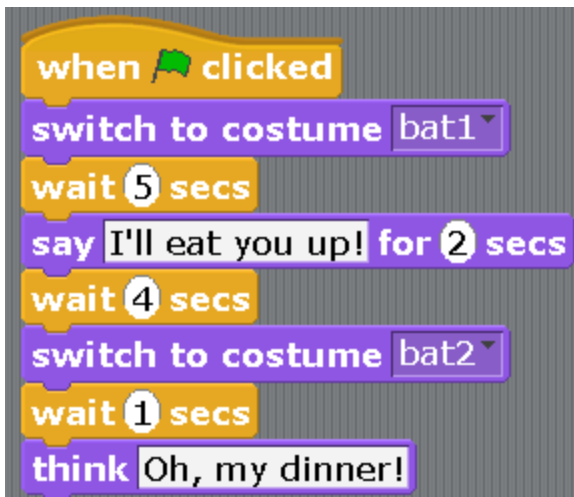 when clicked
switch to costume bat1
wait 5 secs
say I'll eat you up! for 2 secs
wait 4 secs
switch to costume bat2
wait 1 secs
think Oh, my dinner!